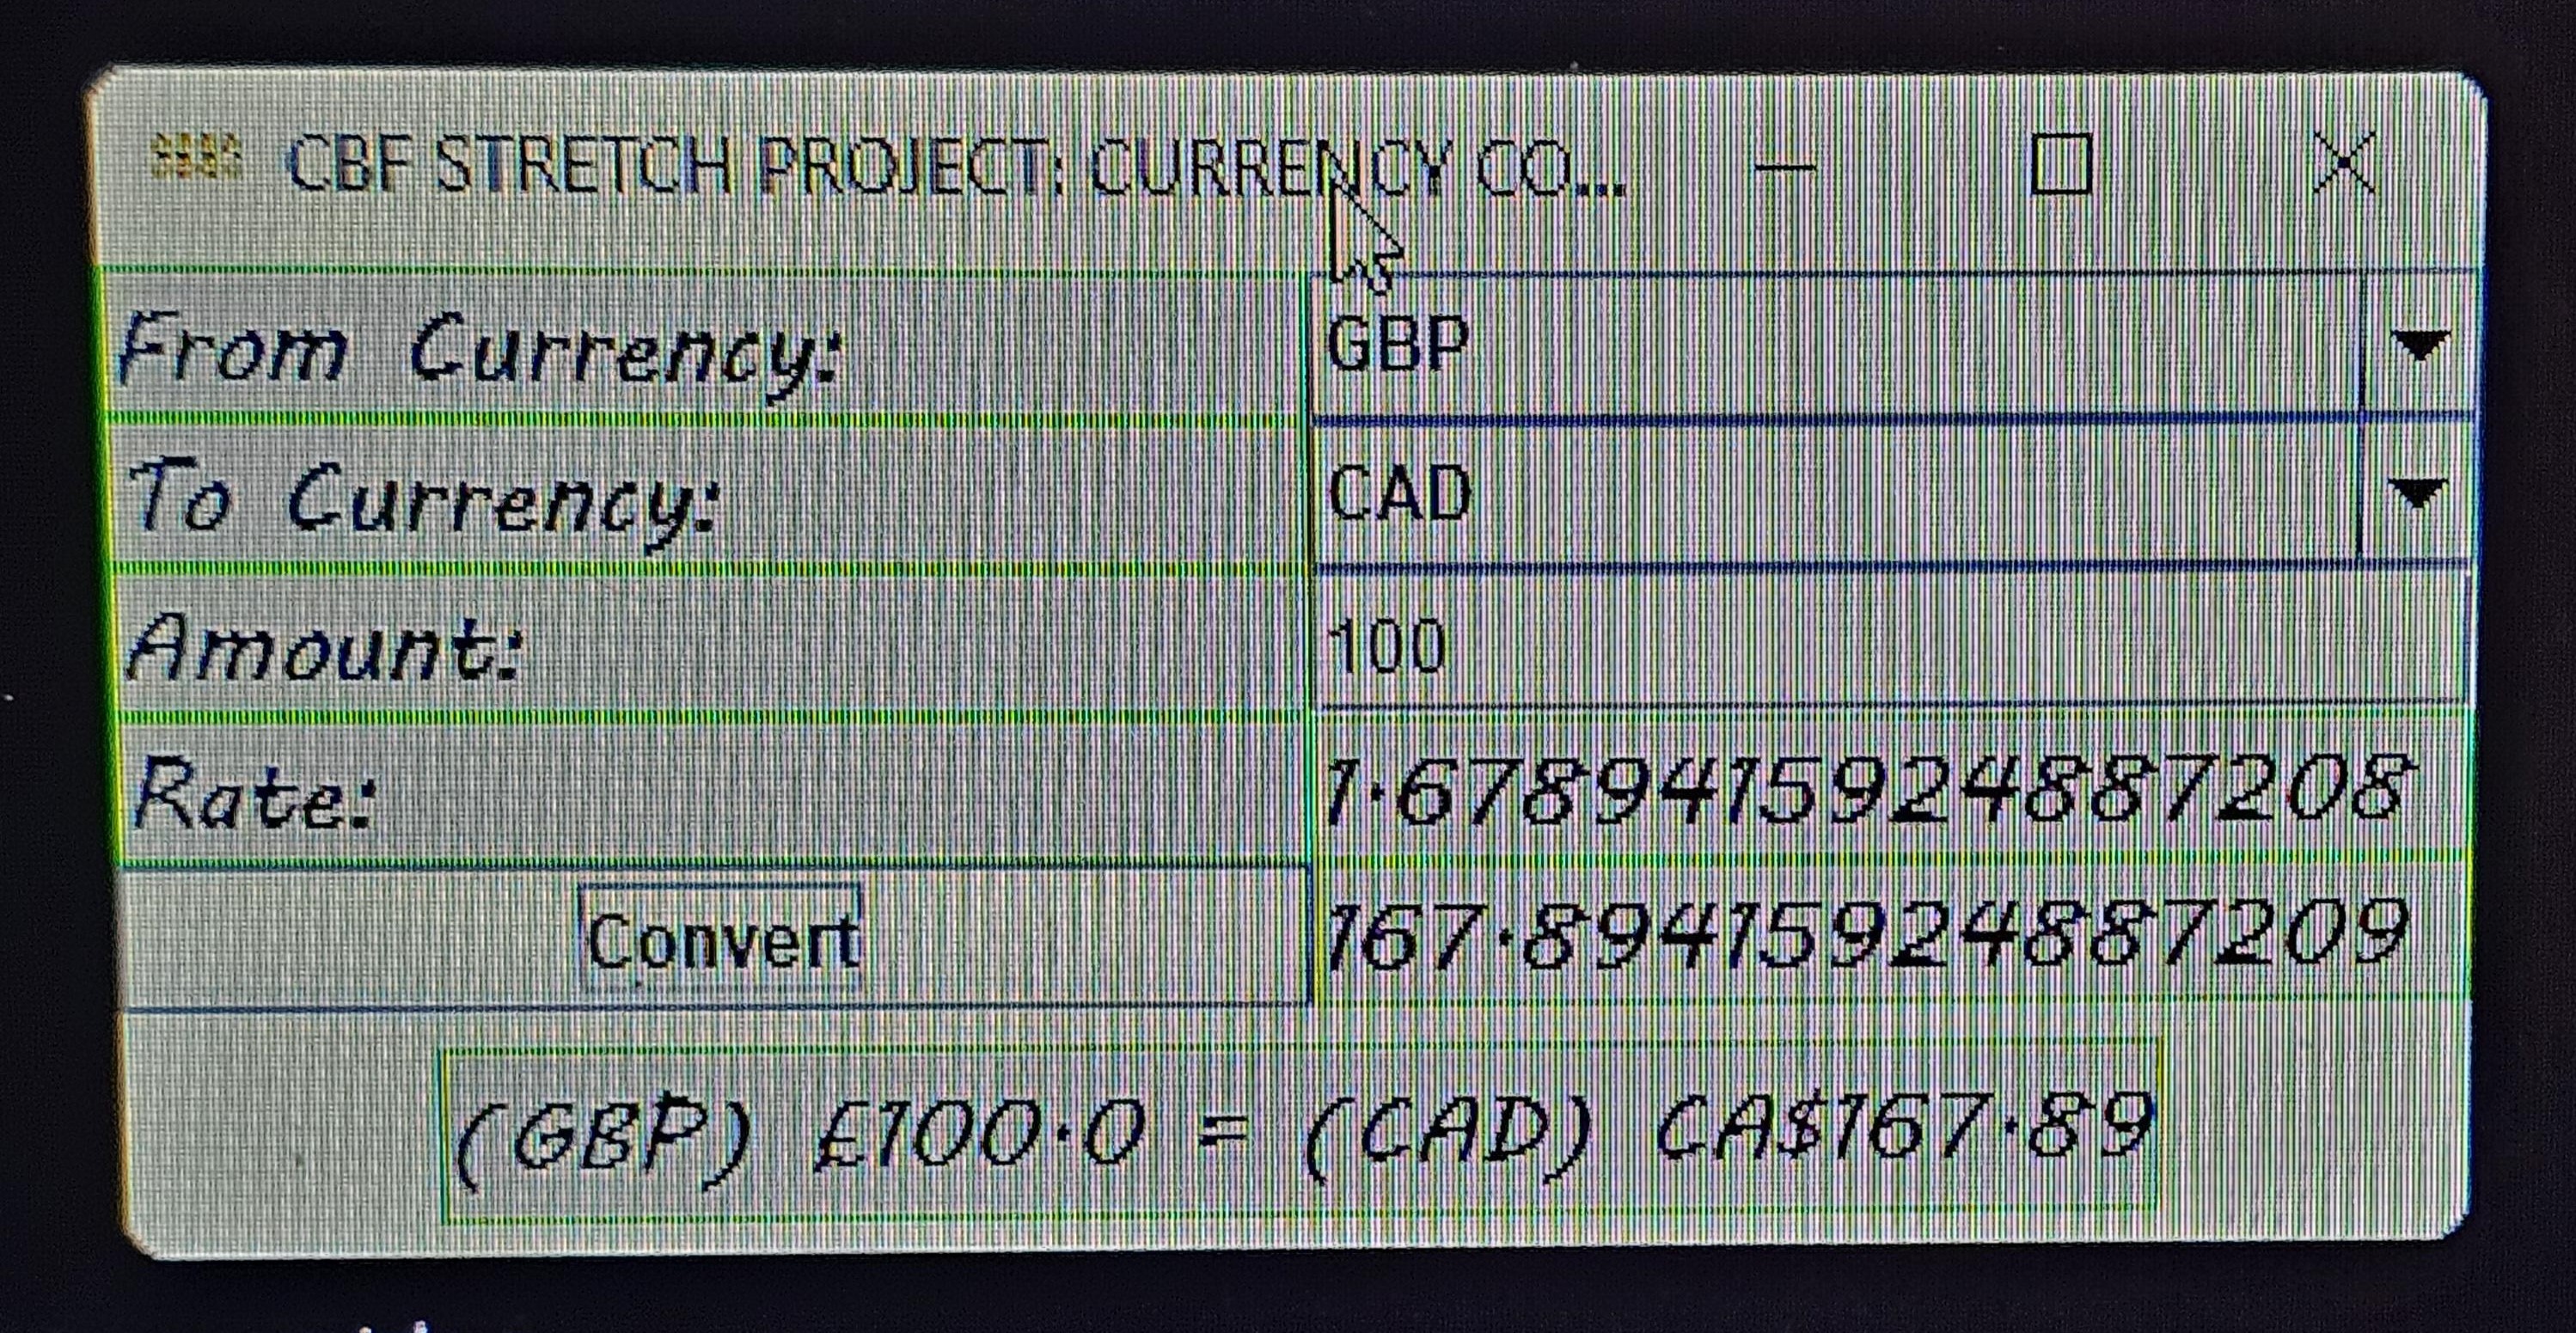 CBF STRETCH PROJECT: CURRENCY CO...
From Currency: GBP
To Currency: CAD
Amount: 100
Rate: 1.6789415924887208
Convert 167.89415924887209
(GBP) £100.0 = (CAD) CA$167.89